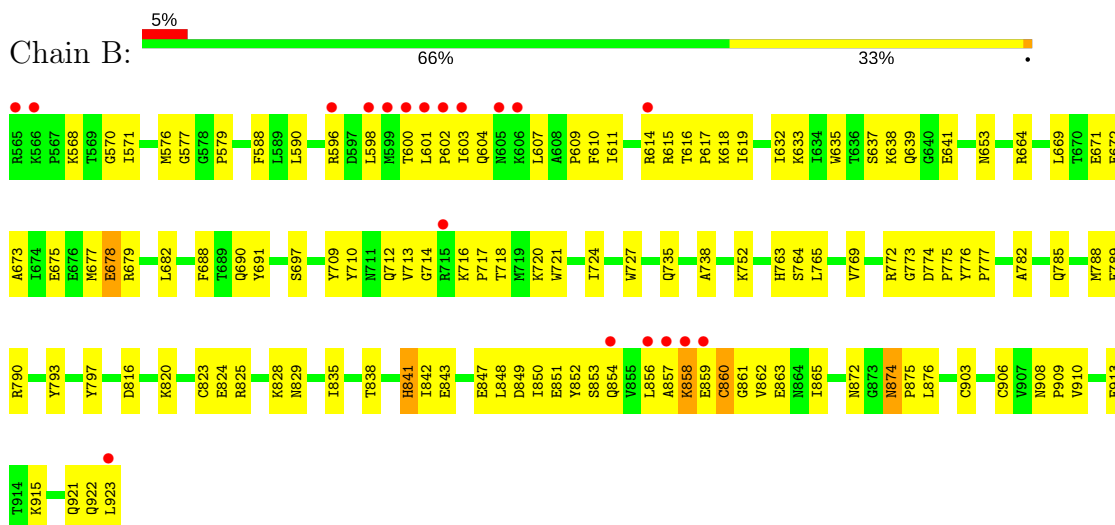 5%
Chain B:
66% 33% •
R565 K566 P567 K568 T569 G570 I571 M576 G577 G578 P579 F588 L589 L590 R596 D597 L598 M599 T600 L601 P602 I603 Q604 N605 K606 L607 A608 P609 F610 I611 R614 R615 T616 P617 K618 I619 I632 K633 I634 W635 T636 S637 K638 Q639 G640 E641 N653 R664 L669 T670 E671
A673 I674 E675 E676 M677 E678 R679 L682 F688 T689 Q690 Y691 S697 Y709 Y710 N711 Q712 V713 G714 R715 K716 P717 T718 M719 K720 W721 I724 W727 Q735 A738 K752 H763 S764 L765 V769 R772 G773 D774 P775 Y776 P777 A782 Q785 M788
R790 Y793 Y797 D816 K820 C823 E824 R825 K828 N829 I835 T838 H841 I842 E843 E847 L848 D849 I850 E851 Y852 S853 Q854 V855 L856 A857 K858 E859 C860 G861 V862 E863 N864 I865 N872 G873 N874 P875 L876 C903 C906 V907 N908 P909 V910
T914 K915 Q921 Q922 L923